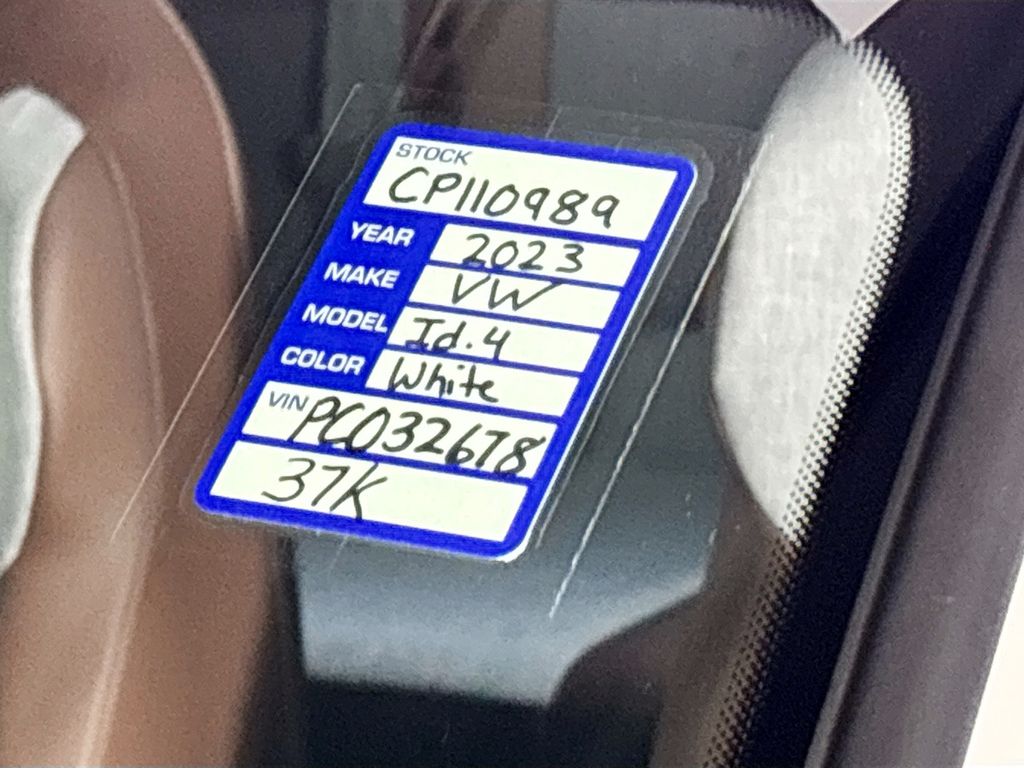 STOCK
CP110989
YEAR 2023
MAKE VW
MODEL Id.4
COLOR White
VIN PC032678
37K